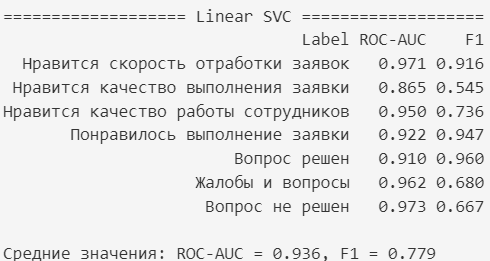 =================== Linear SVC ===================
Label ROC-AUC F1
Нравится скорость отработки заявок 0.971 0.916
Нравится качество выполнения заявки 0.865 0.545
Нравится качество работы сотрудников 0.950 0.736
Понравилось выполнение заявки 0.922 0.947
Вопрос решен 0.910 0.960
Жалобы и вопросы 0.962 0.680
Вопрос не решен 0.973 0.667
Средние значения: ROC-AUC = 0.936, F1 = 0.779